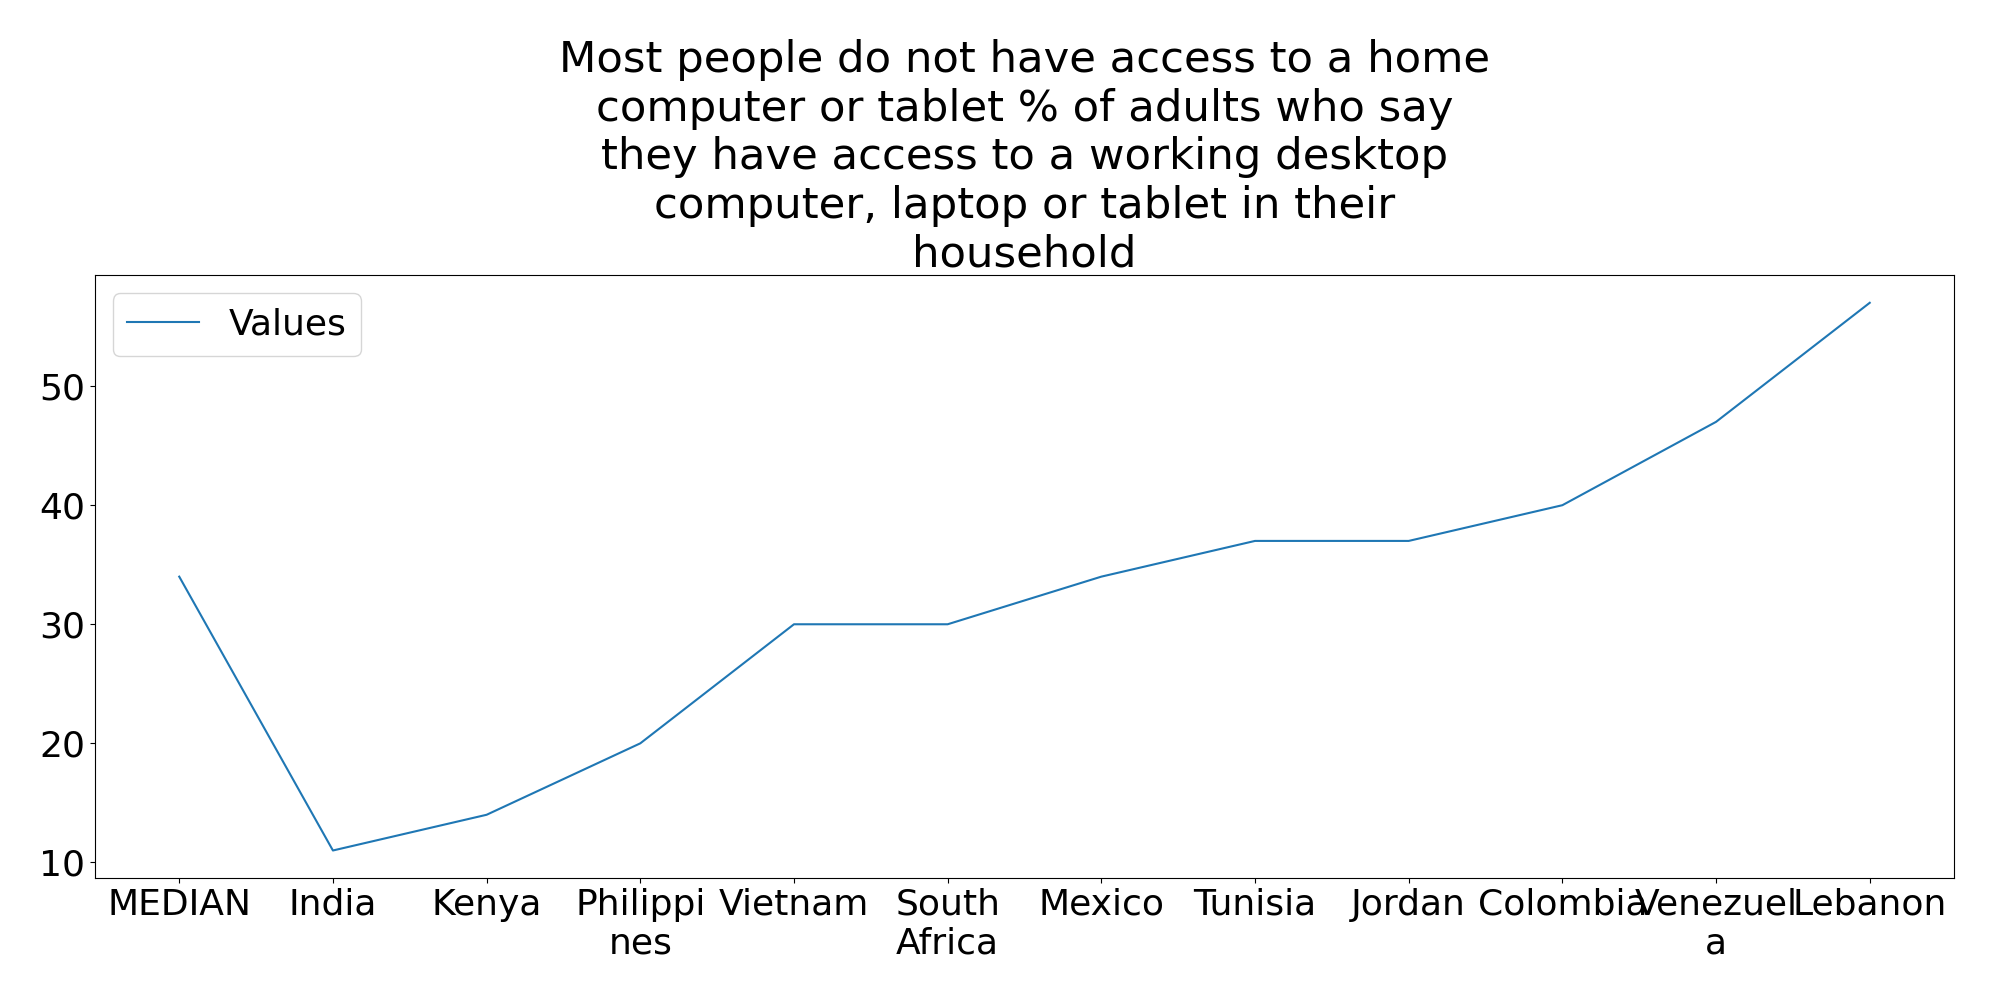 Most people do not have access to a home
computer or tablet % of adults who say
they have access to a working desktop
computer, laptop or tablet in their
household
Values
50
40
30
20
10
MEDIAN India Kenya Philippi Vietnam South Mexico Tunisia Jordan Colombia Venezuel Lebanon
nes Africa a